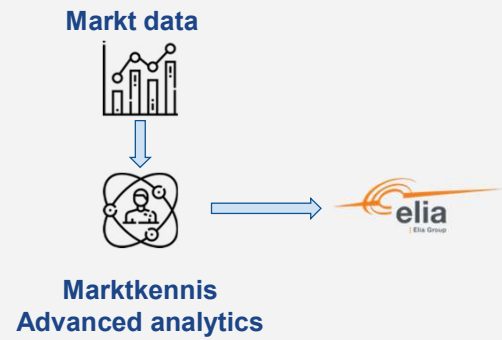 Markt data
elia
Elia Group
Marktkennis
Advanced analytics